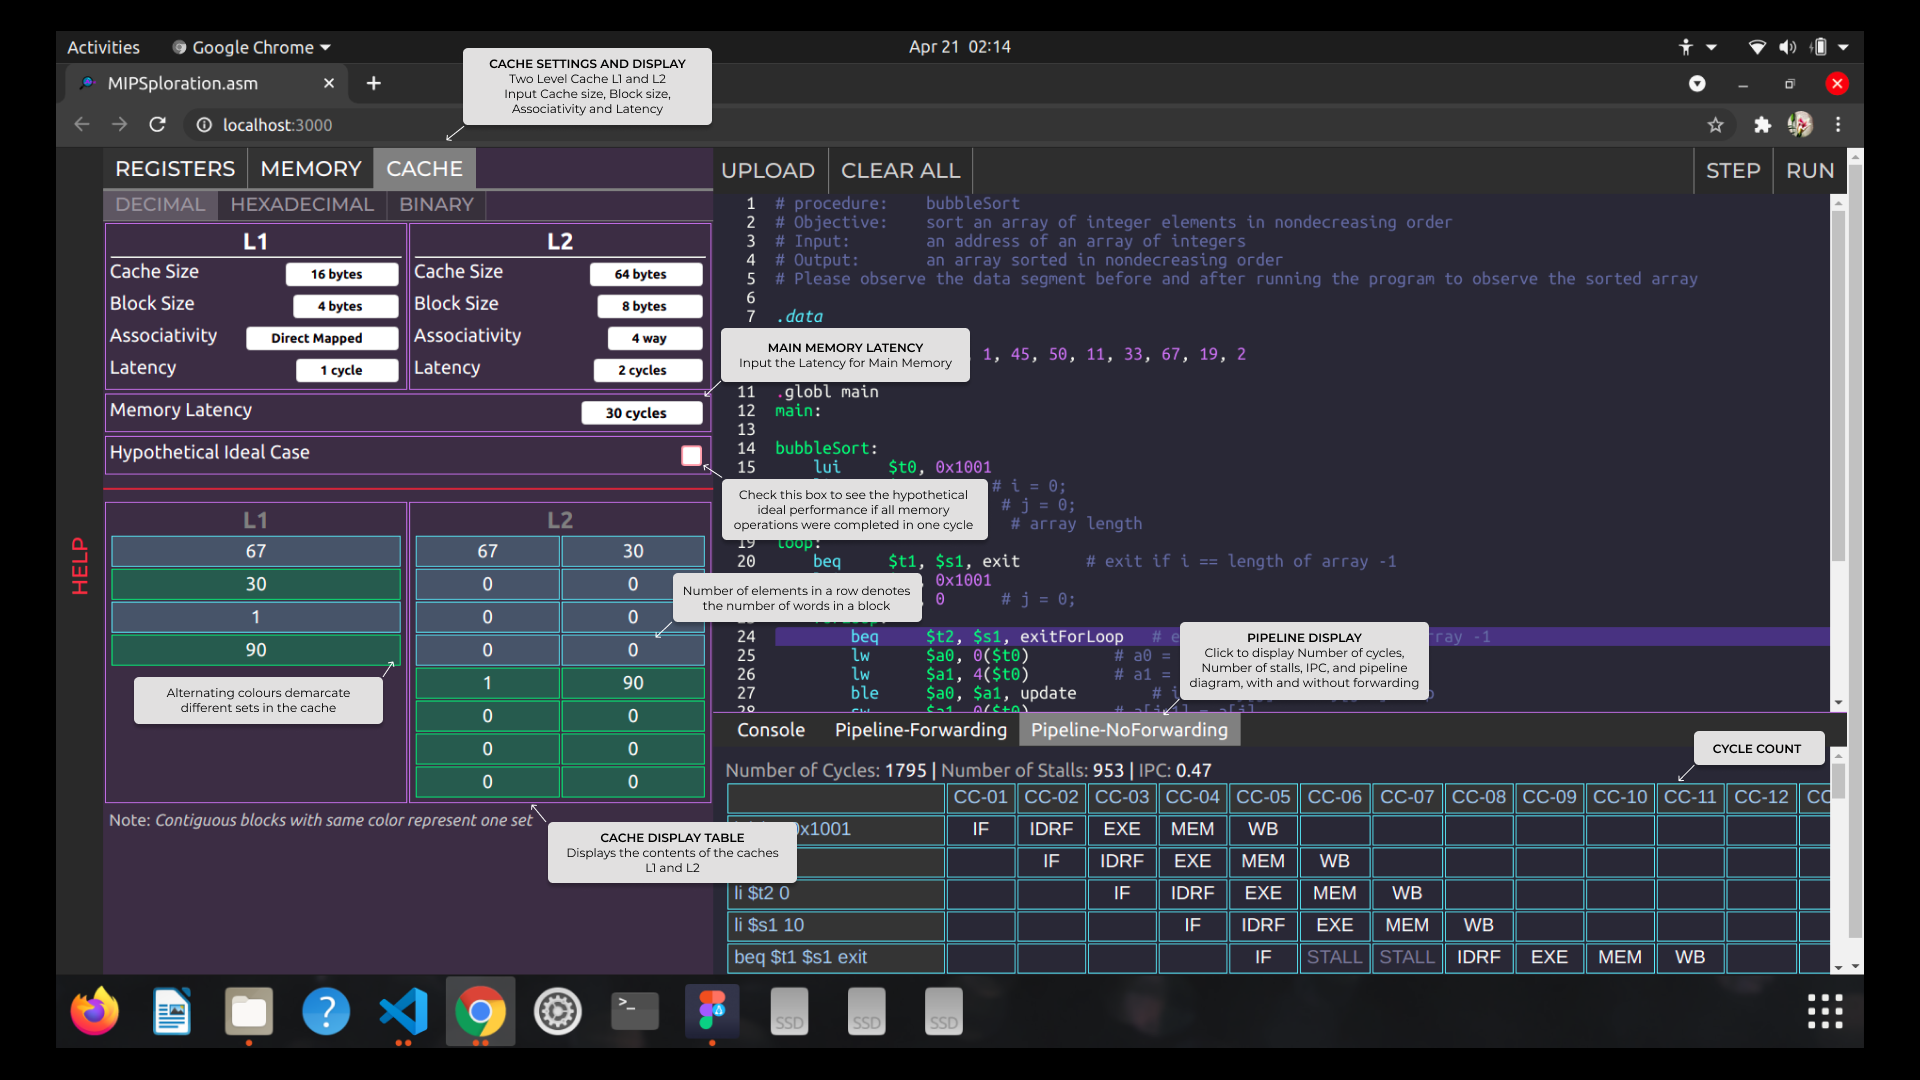 Activities
Google Chrome
Apr 21 02:14
MIPSploration.asm
localhost:3000
CACHE SETTINGS AND DISPLAY
Two Level Cache L1 and L2
Input Cache size, Block size,
Associativity and Latency
REGISTERS MEMORY CACHE
DECIMAL HEXADECIMAL BINARY
L1
Cache Size 16 bytes
Block Size 4 bytes
Associativity Direct Mapped
Latency 1 cycle
L2
Cache Size 64 bytes
Block Size 8 bytes
Associativity 4 way
Latency 2 cycles
Memory Latency 30 cycles
Hypothetical Ideal Case
HELP
L1
67
30
1
90
L2
67 30
0 0
0 0
0 0
1 90
0 0
0 0
0 0
Alternating colours demarcate
different sets in the cache
Number of elements in a row denotes
the number of words in a block
Note: Contiguous blocks with same color represent one set
CACHE DISPLAY TABLE
Displays the contents of the caches
L1 and L2
MAIN MEMORY LATENCY
Input the Latency for Main Memory
Check this box to see the hypothetical
ideal performance if all memory
operations were completed in one cycle
UPLOAD CLEAR ALL STEP RUN
1 # procedure: bubbleSort
2 # Objective: sort an array of integer elements in nondecreasing order
3 # Input: an address of an array of integers
4 # Output: an array sorted in nondecreasing order
5 # Please observe the data segment before and after running the program to observe the sorted array
6
7 .data
1, 45, 50, 11, 33, 67, 19, 2
11 .globl main
12 main:
13
14 bubbleSort:
15 lui $t0, 0x1001
# i = 0;
# j = 0;
# array length
19 loop:
20 beq $t1, $s1, exit # exit if i == length of array -1
0x1001
0 # j = 0;
24 beq $t2, $s1, exitForLoop # e ray -1
25 lw $a0, 0($t0) # a0 =
26 lw $a1, 4($t0) # a1 =
27 ble $a0, $a1, update # i
28 sw $a1, 0($t0) # a[j+1] = a[j]
PIPELINE DISPLAY
Click to display Number of cycles,
Number of stalls, IPC, and pipeline
diagram, with and without forwarding
Console Pipeline-Forwarding Pipeline-NoForwarding
CYCLE COUNT
Number of Cycles: 1795 | Number of Stalls: 953 | IPC: 0.47
CC-01 CC-02 CC-03 CC-04 CC-05 CC-06 CC-07 CC-08 CC-09 CC-10 CC-11 CC-12 CC
0x1001 IF IDRF EXE MEM WB
IF IDRF EXE MEM WB
li $t2 0 IF IDRF EXE MEM WB
li $s1 10 IF IDRF EXE MEM WB
beq $t1 $s1 exit IF STALL STALL IDRF EXE MEM WB
SSD
SSD
SSD